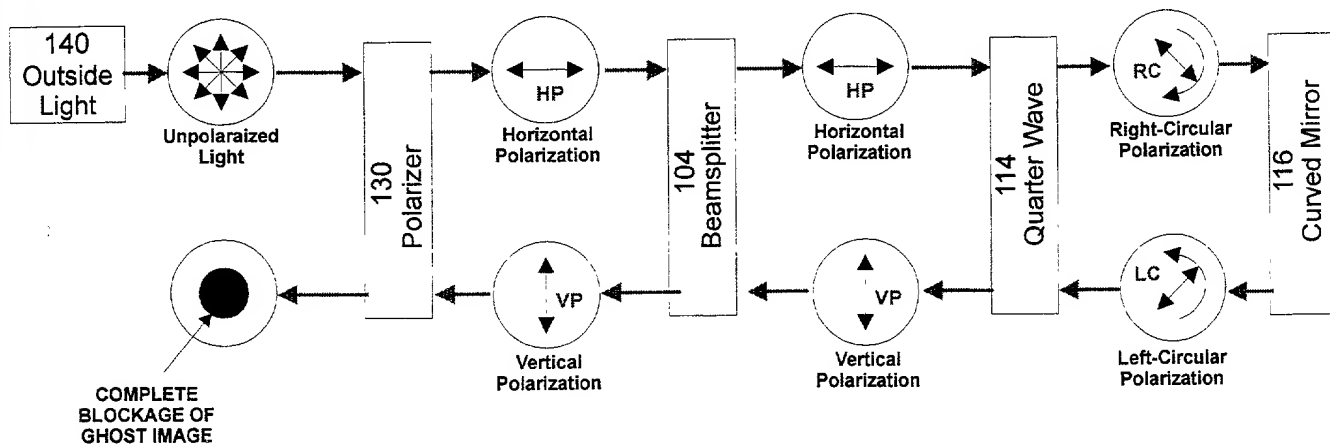 140
Outside
Light
Unpolaraized
Light
130
Polarizer
HP
Horizontal
Polarization
104
Beamsplitter
HP
Horizontal
Polarization
114
Quarter Wave
RC
Right-Circular
Polarization
116
Curved Mirror
LC
Left-Circular
Polarization
VP
Vertical
Polarization
VP
Vertical
Polarization
COMPLETE
BLOCKAGE OF
GHOST IMAGE